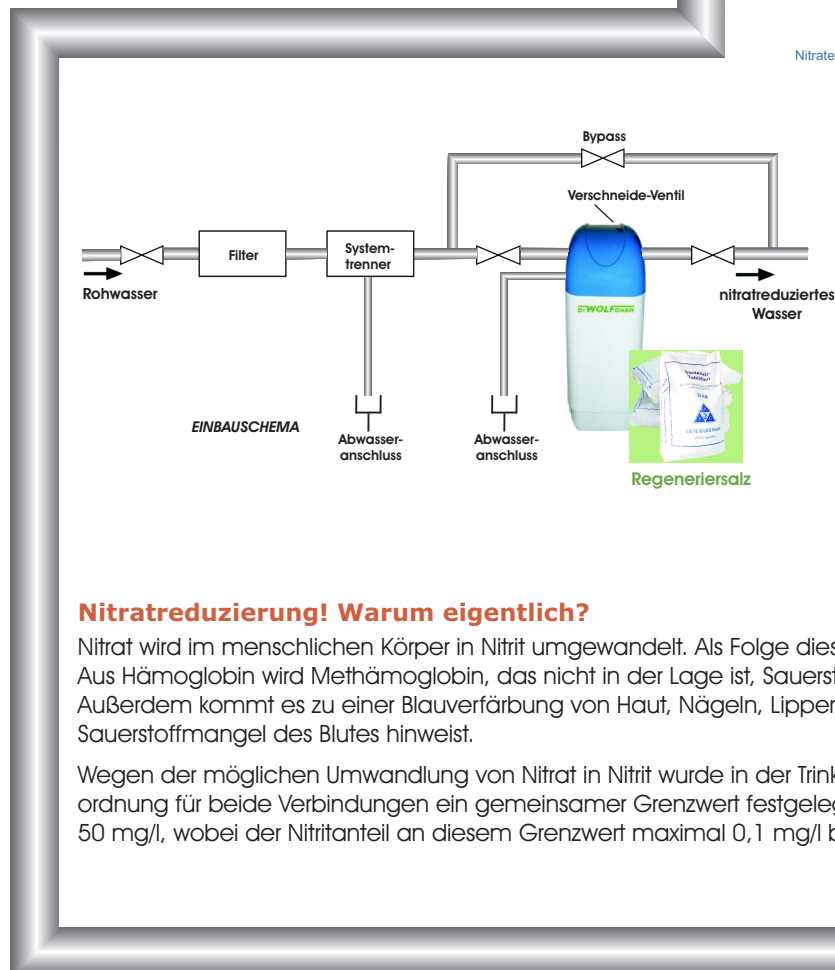 Nitrate
Bypass
Verschneide-Ventil
Filter
System-
trenner
Rohwasser
nitratreduziertes
Wasser
Dr.WOLFGmbH
EINBAUSCHEMA
Abwasser-
anschluss
Abwasser-
anschluss
25 kg
Regeneriersalz
Nitratreduzierung! Warum eigentlich?
Nitrat wird im menschlichen Körper in Nitrit umgewandelt. Als Folge dies
Aus Hämoglobin wird Methämoglobin, das nicht in der Lage ist, Sauerst
Außerdem kommt es zu einer Blauverfärbung von Haut, Nägeln, Lippen
Sauerstoffmangel des Blutes hinweist.
Wegen der möglichen Umwandlung von Nitrat in Nitrit wurde in der Trink
ordnung für beide Verbindungen ein gemeinsamer Grenzwert festgeleg
50 mg/l, wobei der Nitritanteil an diesem Grenzwert maximal 0,1 mg/l b